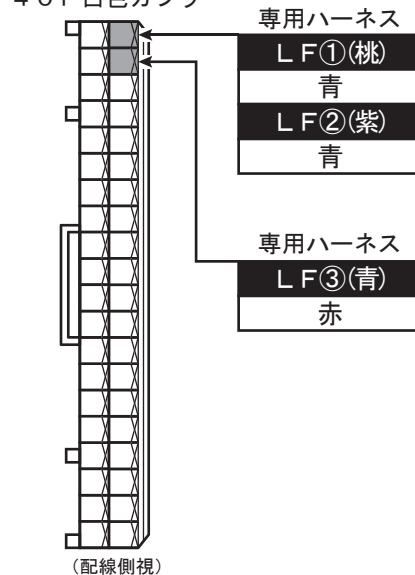 専用ハーネス
ＬＦ①(桃)
青
ＬＦ②(紫)
青
専用ハーネス
ＬＦ③(青)
赤
(配線側視)